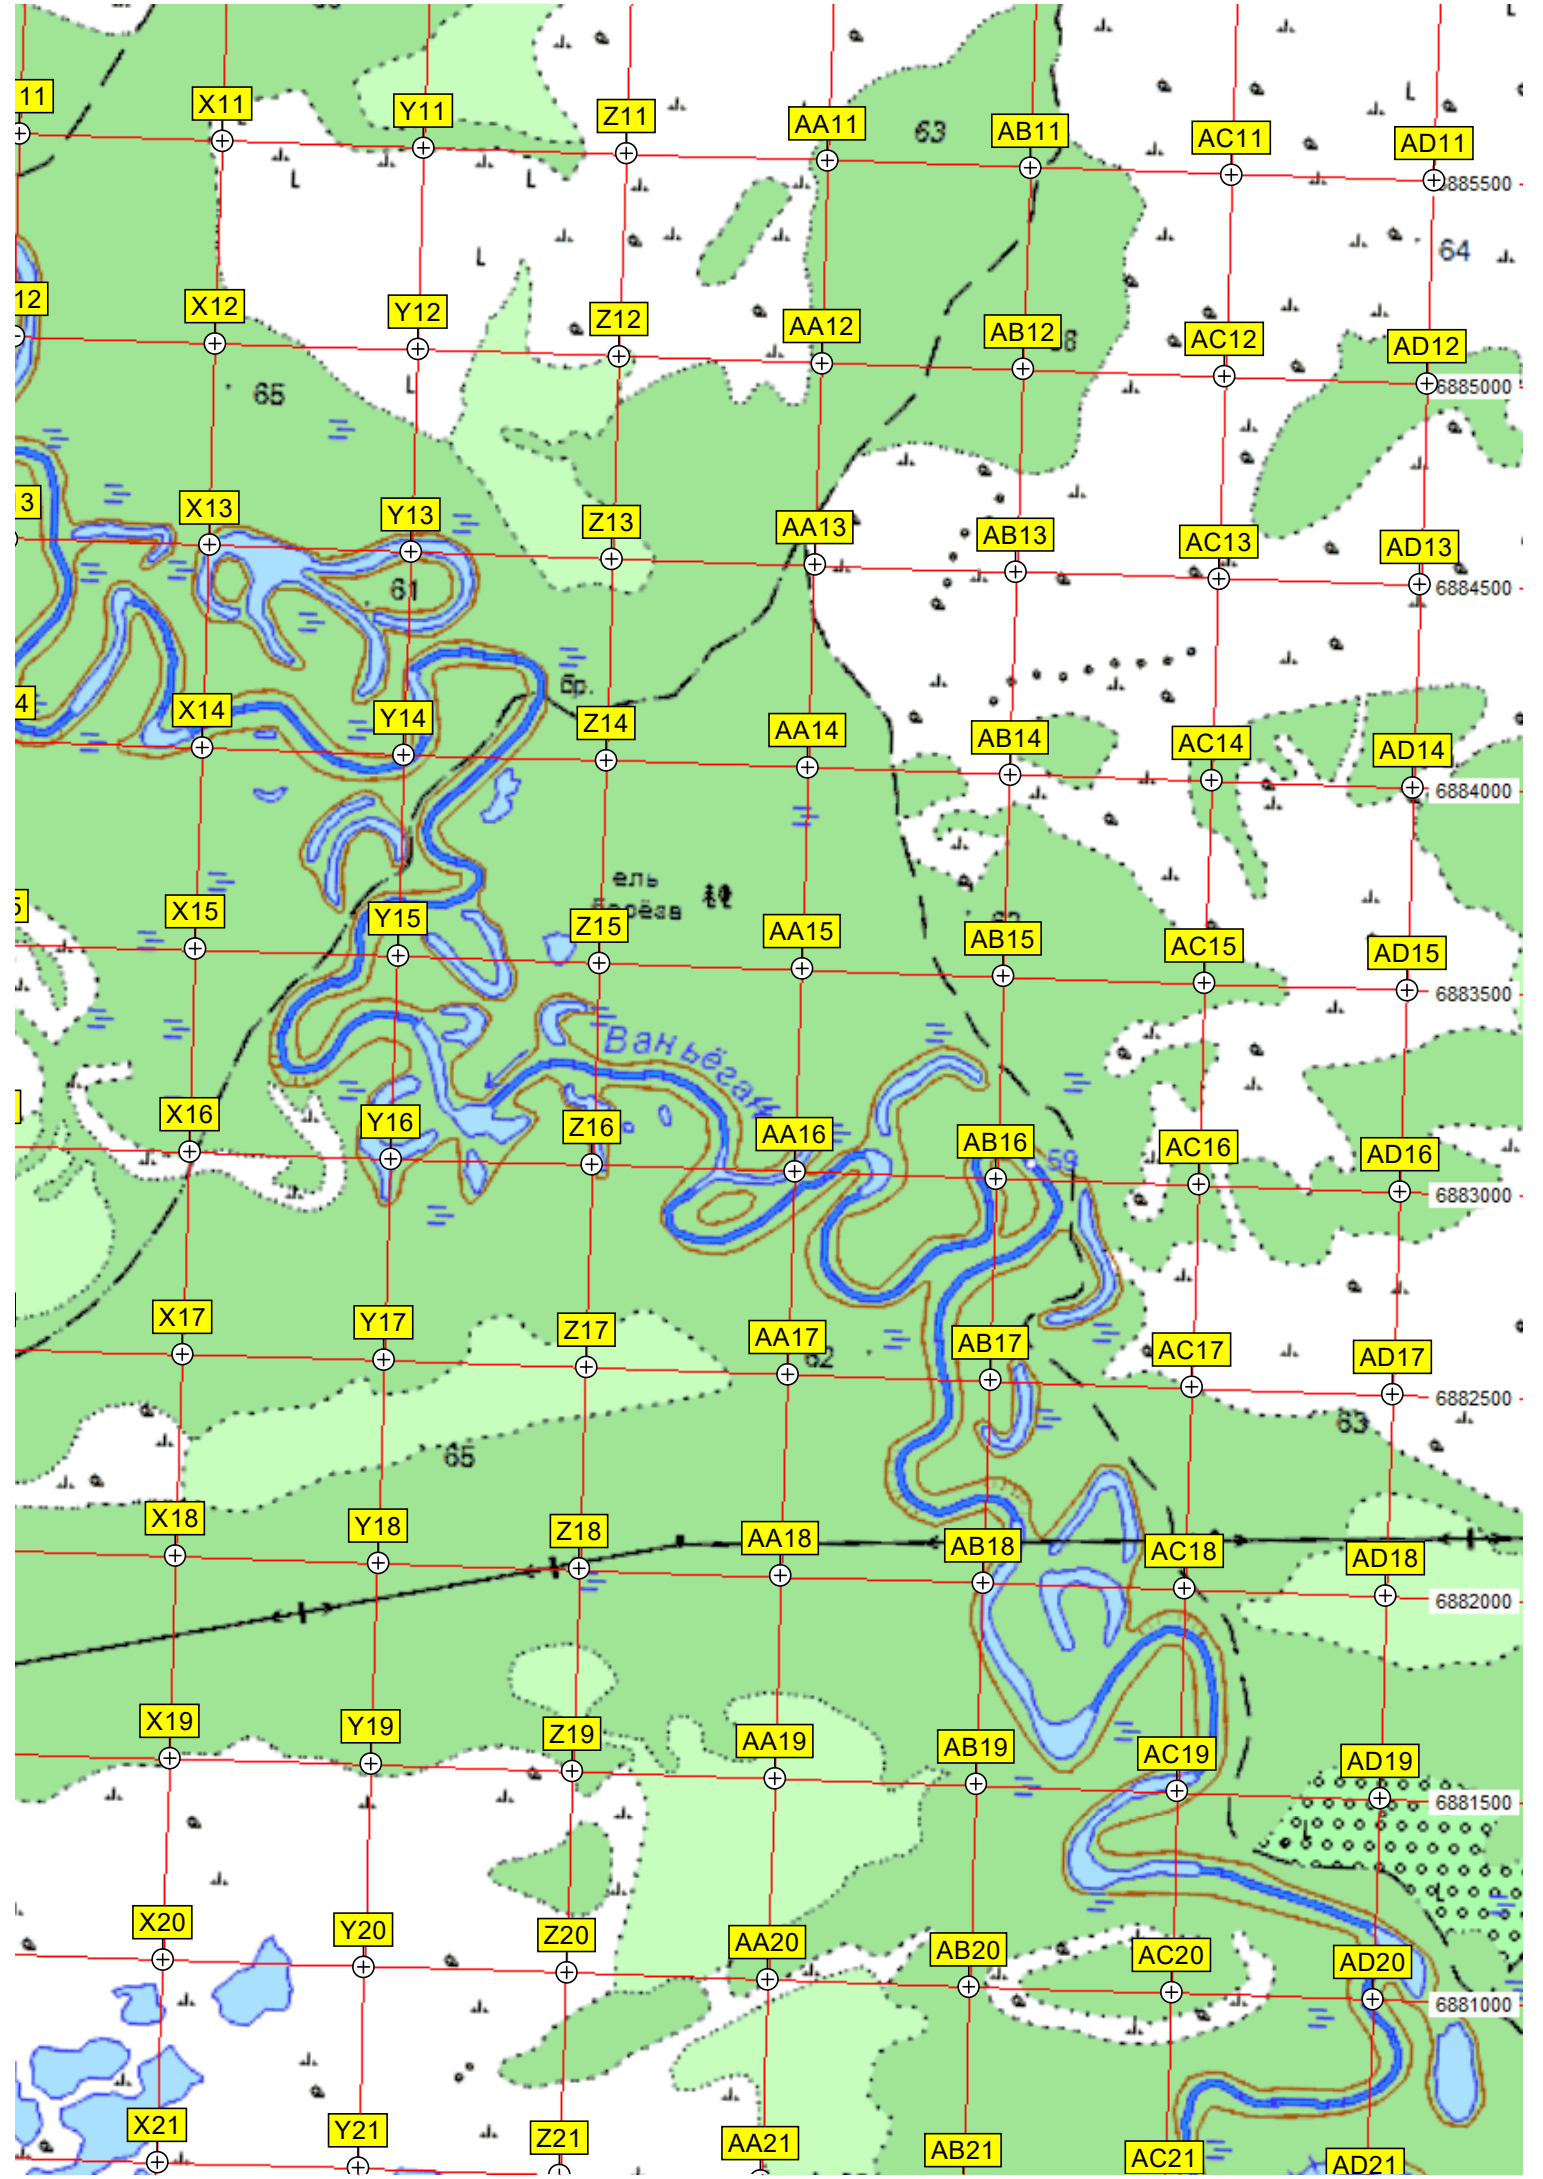 11 X11 Y11 Z11 AA11 63 AB11 AC11 AD11
6885500
64
12 X12 Y12 Z12 AA12 AB12 AC12 AD12
6885000
65
3 X13 Y13 Z13 AA13 AB13 AC13 AD13
6884500
61
бр.
4 X14 Y14 Z14 AA14 AB14 AC14 AD14
6884000
ель
5 X15 Y15 Z15 AA15 AB15 AC15 AD15
6883500
Ваньёган
X16 Y16 Z16 AA16 AB16 59 AC16 AD16
6883000
X17 Y17 Z17 AA17 AB17 AC17 AD17
62
6882500
63
65
X18 Y18 Z18 AA18 AB18 AC18 AD18
6882000
X19 Y19 Z19 AA19 AB19 AC19 AD19
6881500
X20 Y20 Z20 AA20 AB20 AC20 AD20
6881000
X21 Y21 Z21 AA21 AB21 AC21 AD21